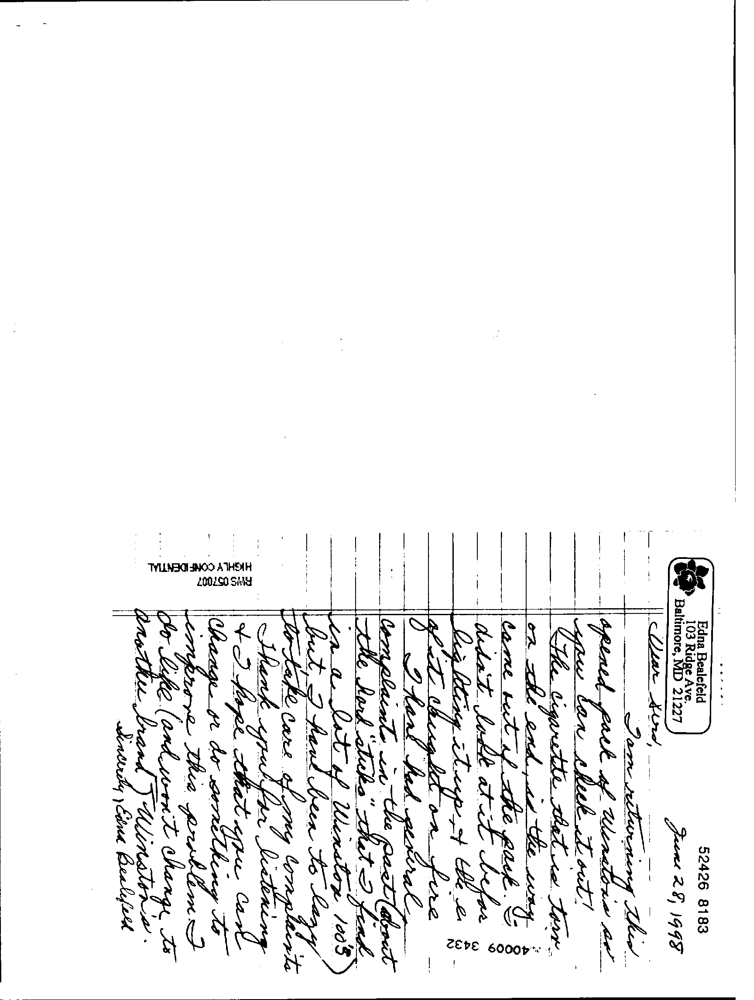 52426 8183
Edna Bealefeld
103 Ridge Ave.
Baltimore, MD 21227
June 28, 1998
Dear Sirs,
I am returning this
opened pack of Winstons so
you can check it out!
The cigarette that is torn
on the end, is the way
came out of the pack. I
didn't look at it befor
lighting it up, & the e
of it caught on fire
I have had several
complaints in the past (about
the hard "sticks" that I find
in a lot of Winston 100's)
but I have been to lazy
to take care of my complaints
Thank you for listening
& I hope that you can
change or do something to
improve this problem I
do like (and won't change to
another brand) Winston's.
Sincerely, Edna Bealefeld
40009 3432
RWS 057007
HIGHLY CONFIDENTIAL